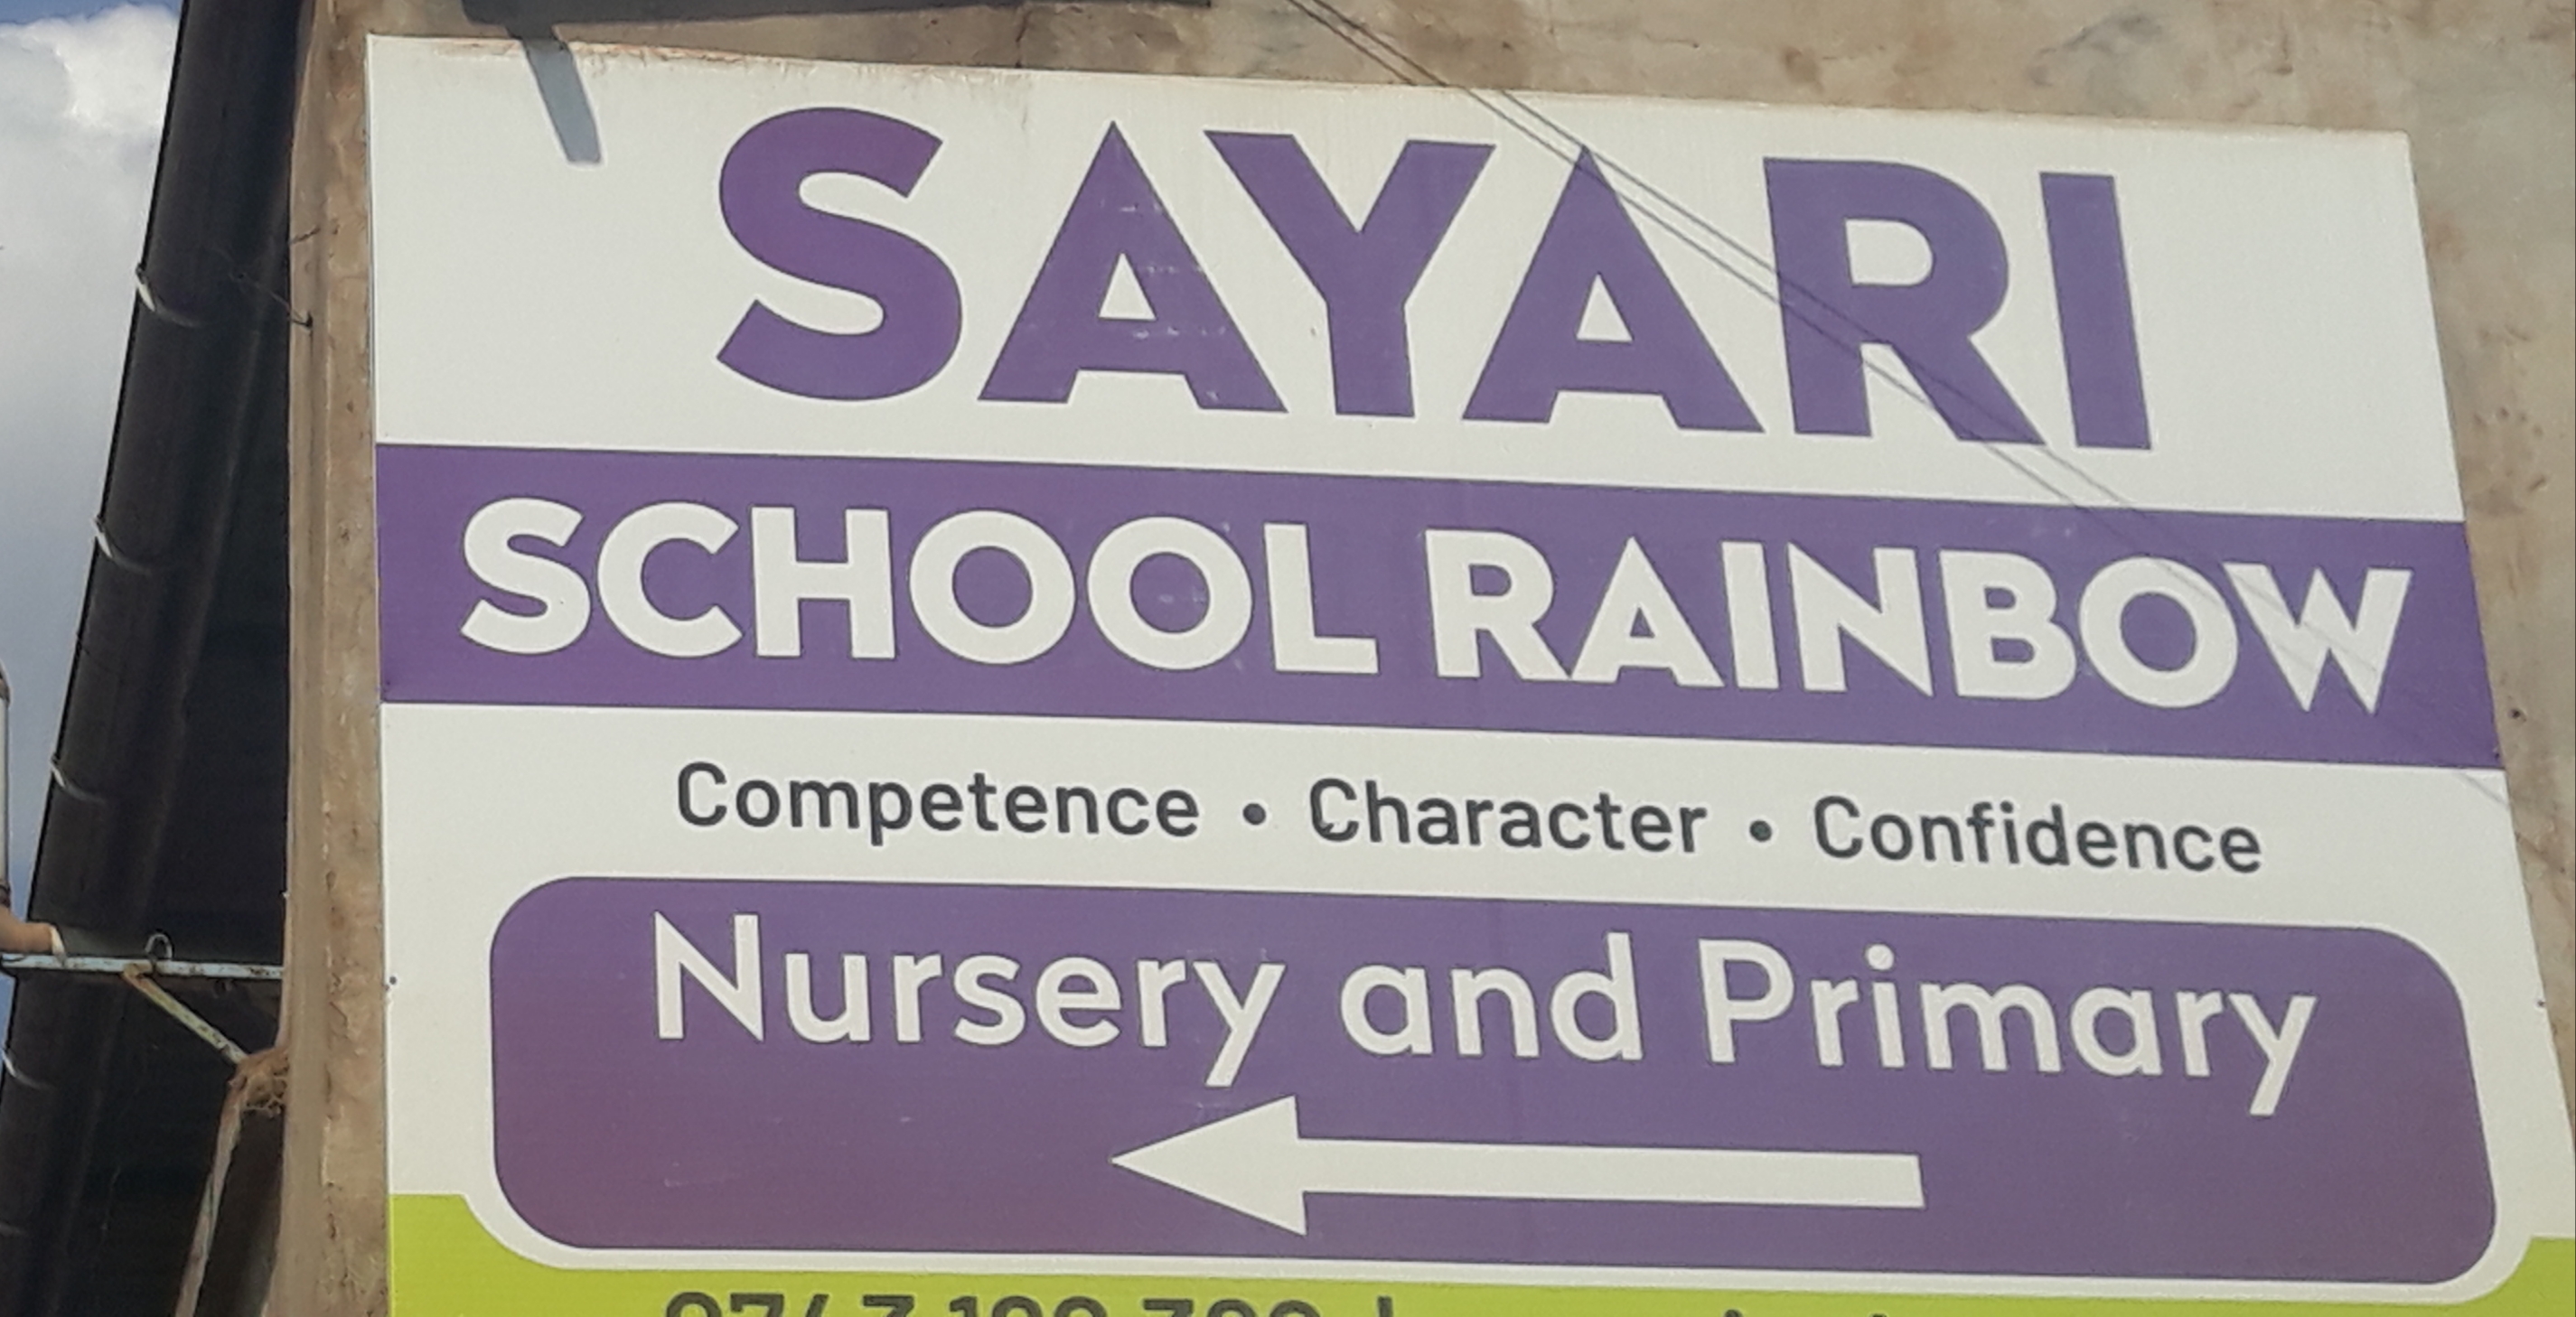 SAYARI
SCHOOL RAINBOW
Competence • Character • Confidence
Nursery and Primary